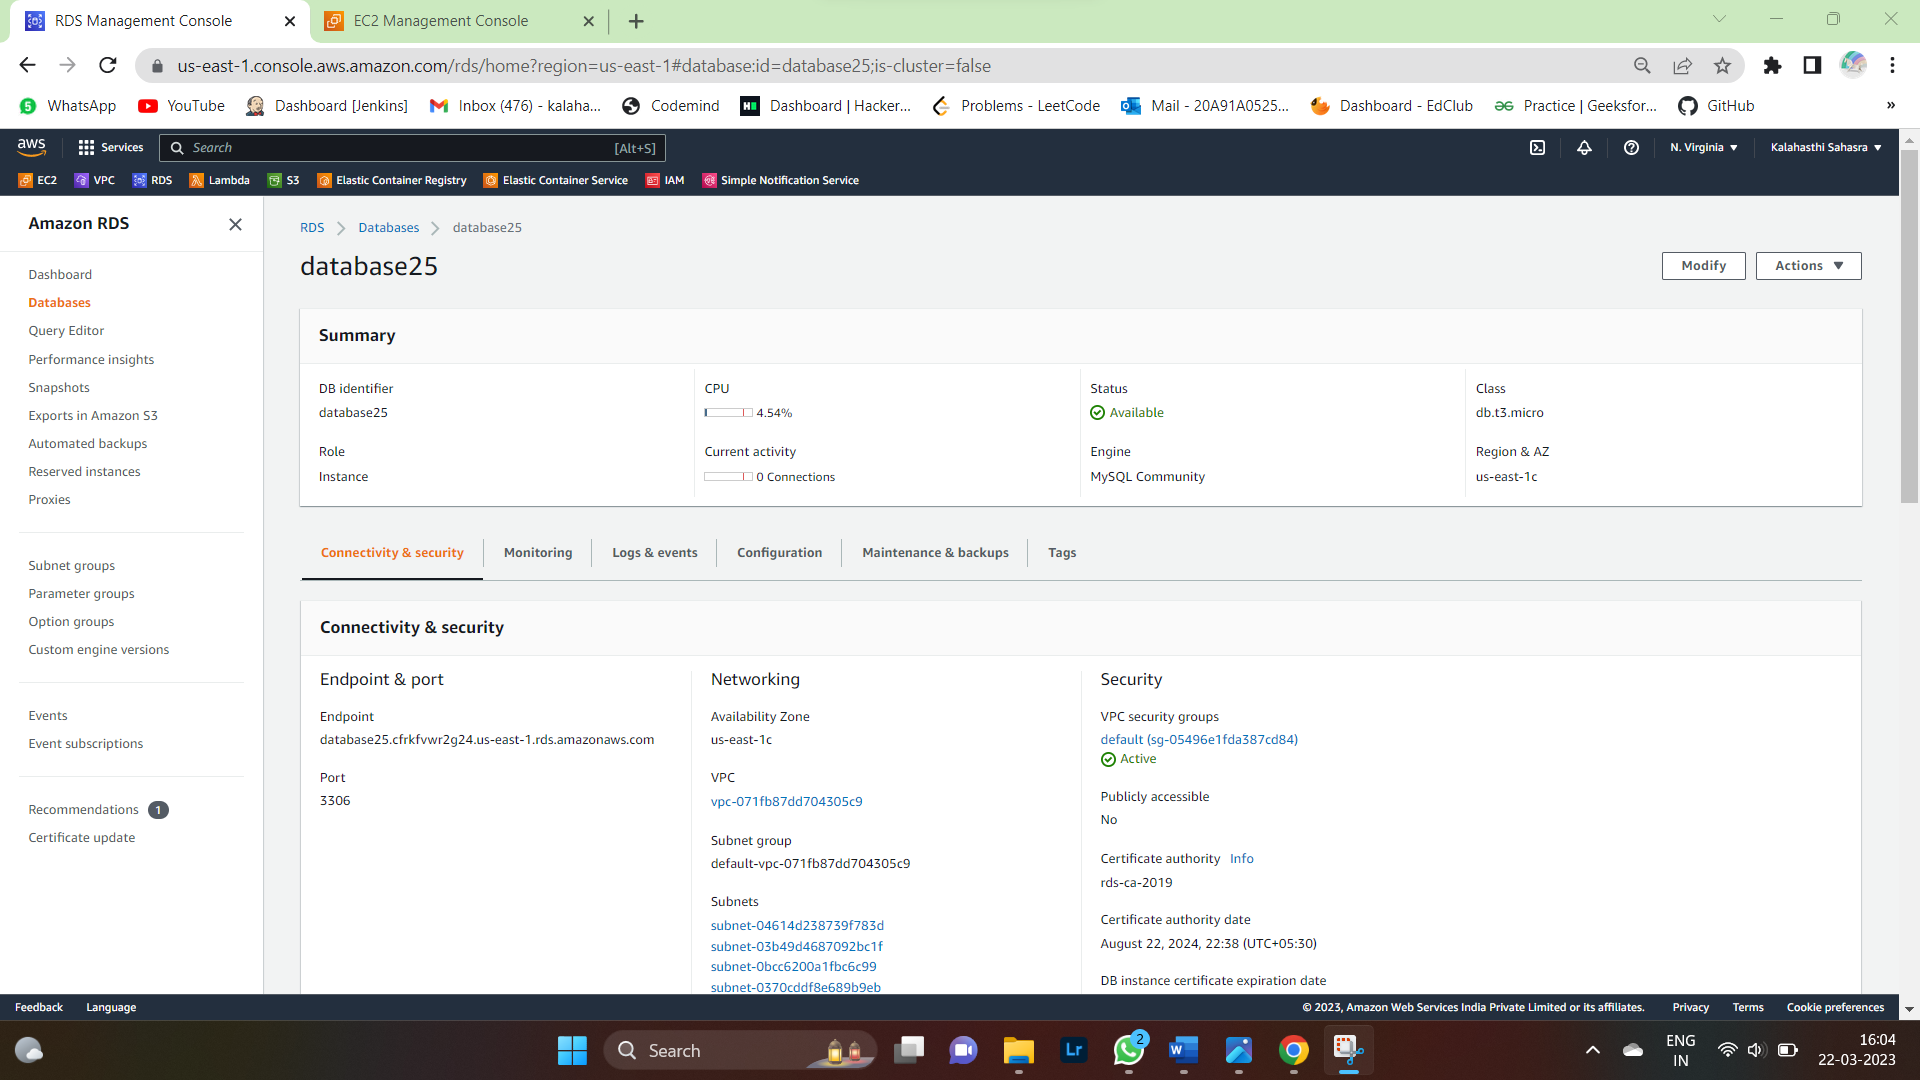 RDS Management Console
EC2 Management Console
us-east-1.console.aws.amazon.com/rds/home?region=us-east-1#database:id=database25;is-cluster=false
WhatsApp YouTube Dashboard [Jenkins] Inbox (476) - kalaha... Codemind Dashboard | Hacker... Problems - LeetCode Mail - 20A91A0525... Dashboard - EdClub Practice | Geeksfor... GitHub »
aws Services Search [Alt+S] N. Virginia Kalahasthi Sahasra
EC2 VPC RDS Lambda S3 Elastic Container Registry Elastic Container Service IAM Simple Notification Service
Amazon RDS
Dashboard
Databases
Query Editor
Performance insights
Snapshots
Exports in Amazon S3
Automated backups
Reserved instances
Proxies
Subnet groups
Parameter groups
Option groups
Custom engine versions
Events
Event subscriptions
Recommendations 1
Certificate update
RDS Databases database25
database25
Modify Actions
Summary
DB identifier
database25
Role
Instance
CPU
4.54%
Current activity
0 Connections
Status
Available
Engine
MySQL Community
Class
db.t3.micro
Region & AZ
us-east-1c
Connectivity & security Monitoring Logs & events Configuration Maintenance & backups Tags
Connectivity & security
Endpoint & port
Endpoint
database25.cfrkfvwr2g24.us-east-1.rds.amazonaws.com
Port
3306
Networking
Availability Zone
us-east-1c
VPC
vpc-071fb87dd704305c9
Subnet group
default-vpc-071fb87dd704305c9
Subnets
subnet-04614d238739f783d
subnet-03b49d4687092bc1f
subnet-0bcc6200a1fbc6c99
subnet-0370cddf8e689b9eb
Security
VPC security groups
default (sg-05496e1fda387cd84)
Active
Publicly accessible
No
Certificate authority Info
rds-ca-2019
Certificate authority date
August 22, 2024, 22:38 (UTC+05:30)
DB instance certificate expiration date
Feedback Language © 2023, Amazon Web Services India Private Limited or its affiliates. Privacy Terms Cookie preferences
Search
Lr
2
W
ENG
IN
16:04
22-03-2023